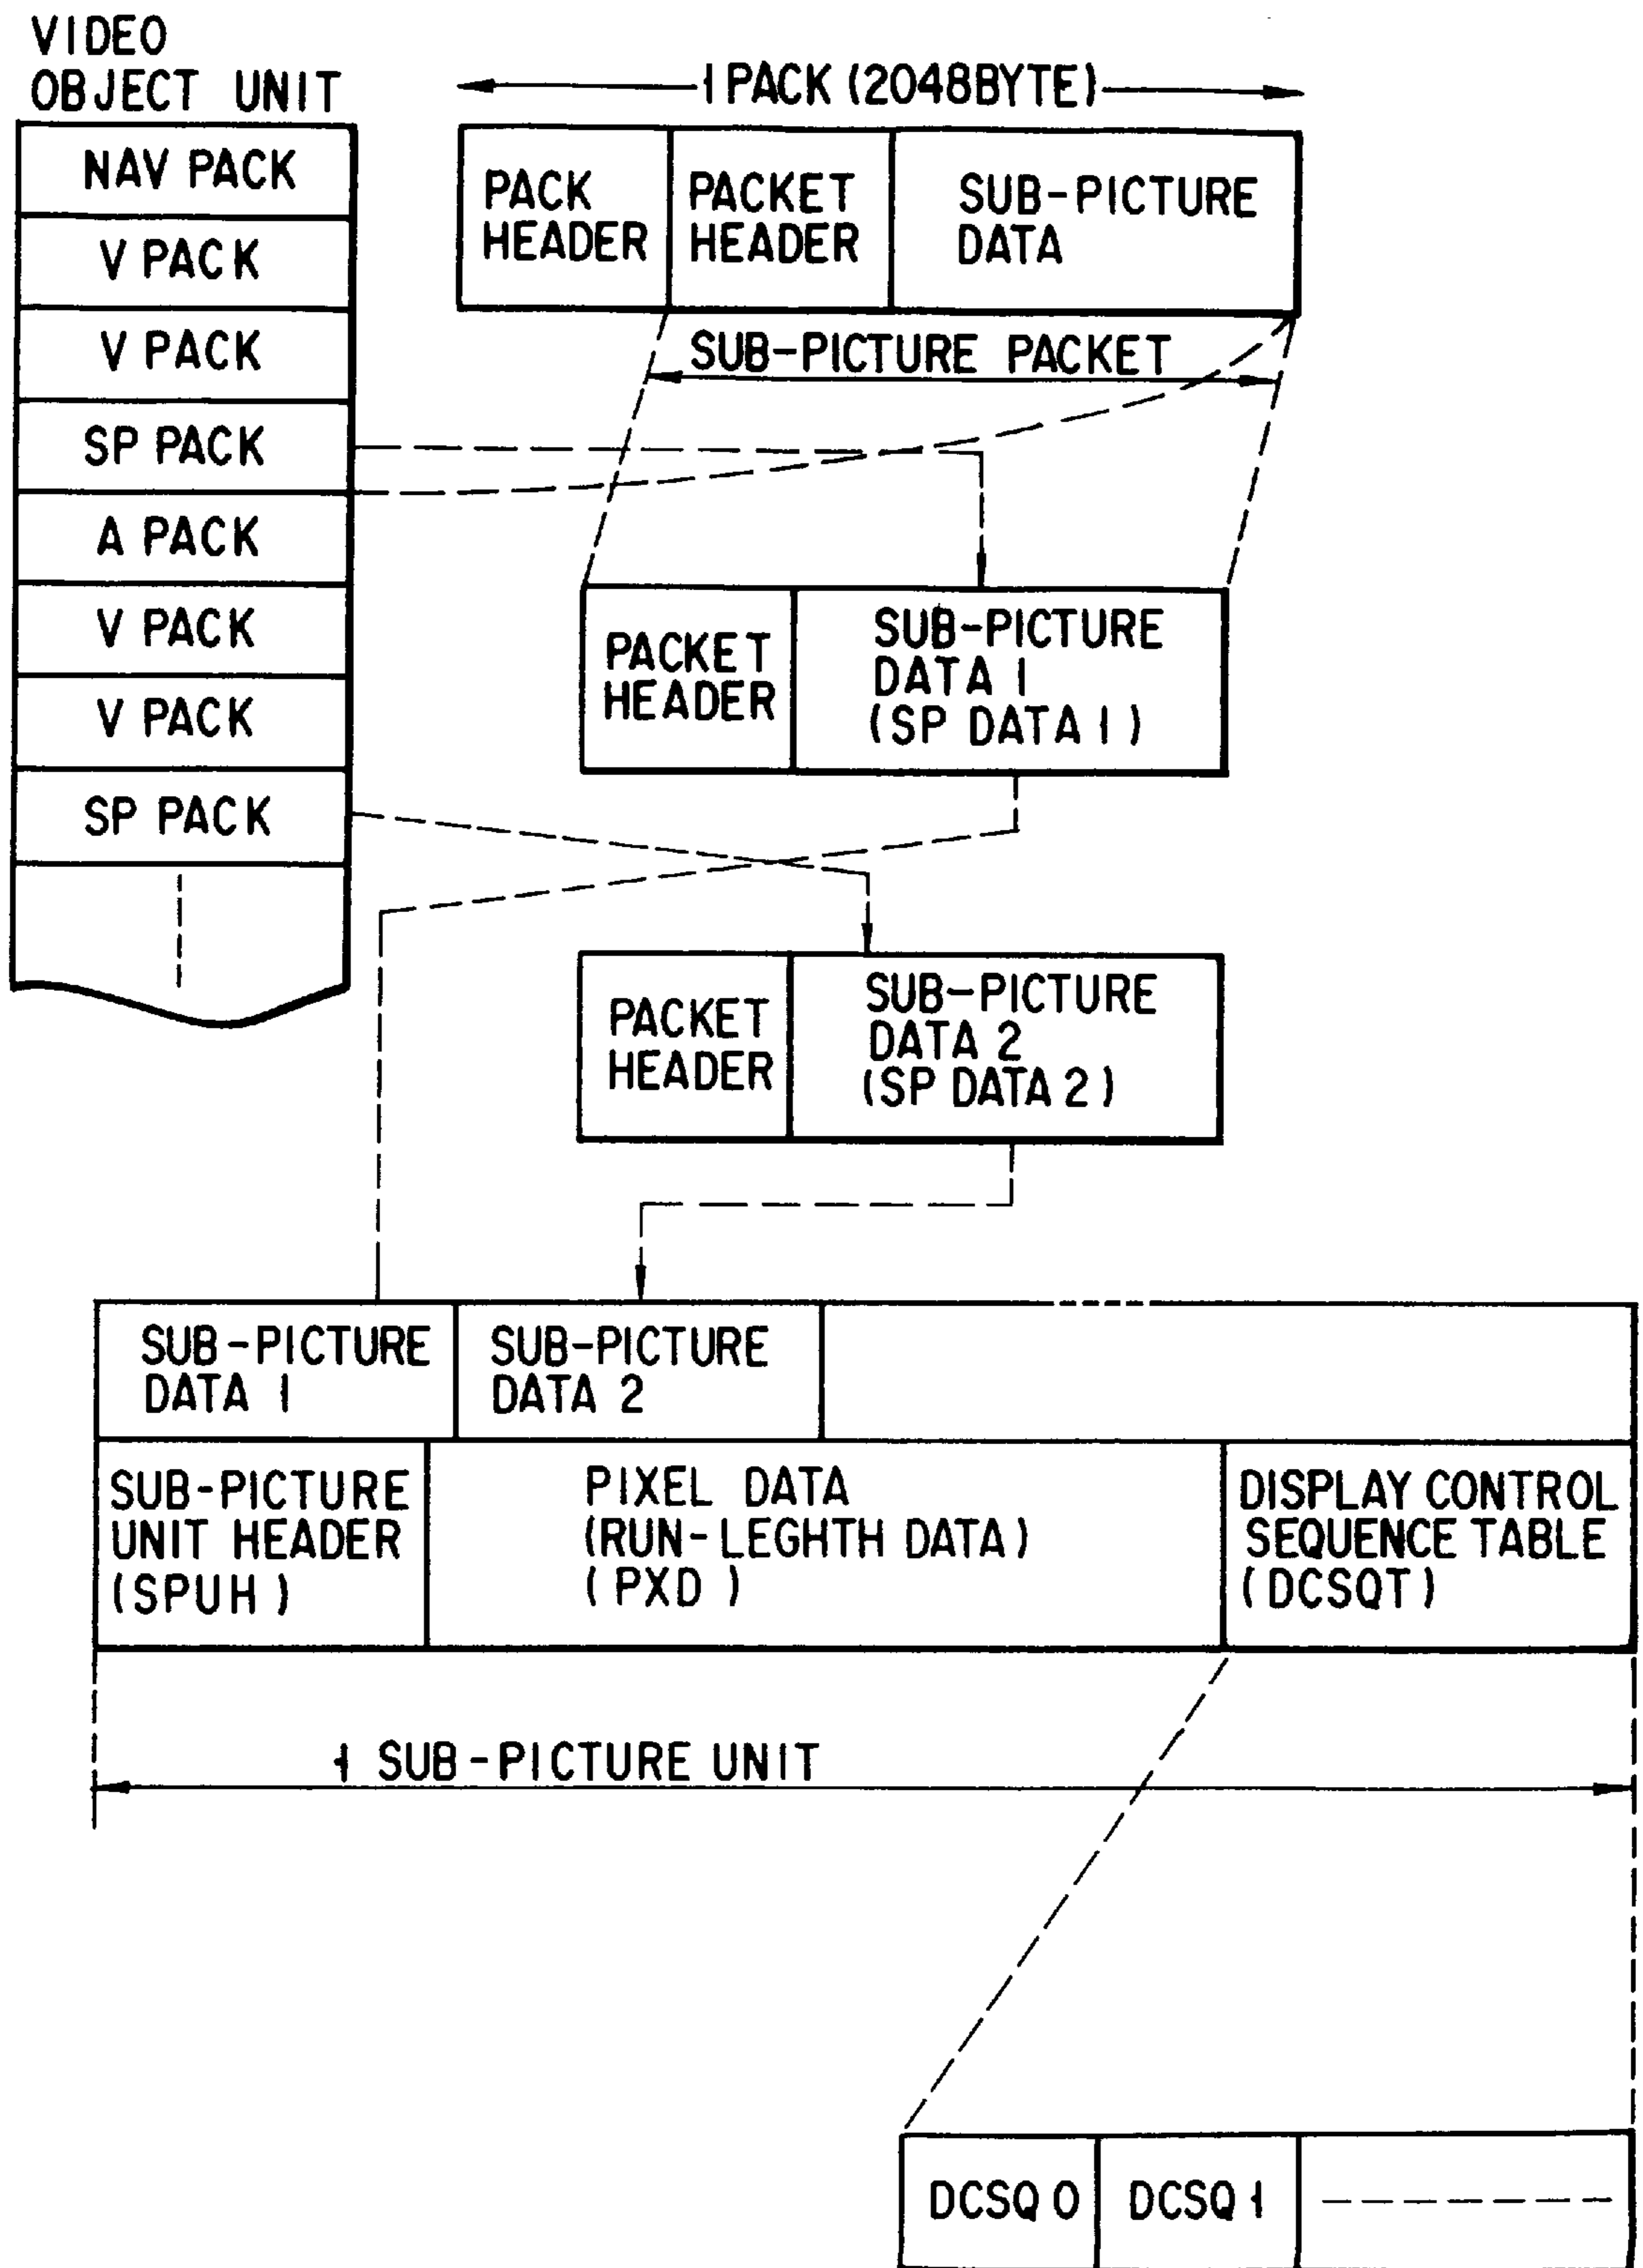 VIDEO
OBJECT UNIT
NAV PACK
V PACK
V PACK
SP PACK
A PACK
V PACK
V PACK
SP PACK
1 PACK (2048BYTE)
PACK
HEADER
PACKET
HEADER
SUB-PICTURE
DATA
SUB-PICTURE PACKET
PACKET
HEADER
SUB-PICTURE
DATA 1
(SP DATA 1)
PACKET
HEADER
SUB-PICTURE
DATA 2
(SP DATA 2)
SUB-PICTURE
DATA 1
SUB-PICTURE
DATA 2
SUB-PICTURE
UNIT HEADER
(SPUH)
PIXEL DATA
(RUN-LEGHTH DATA)
(PXD)
DISPLAY CONTROL
SEQUENCE TABLE
(DCSQT)
1 SUB-PICTURE UNIT
DCSQ 0
DCSQ 1